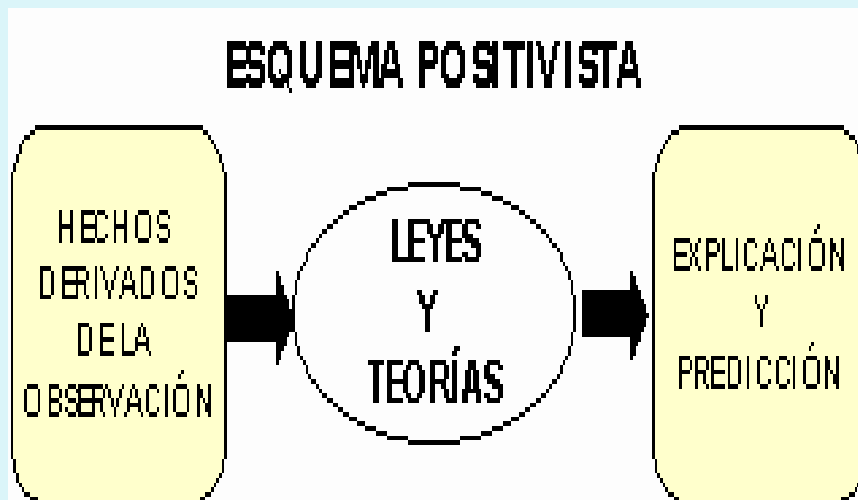 ESQUEMA POSITIVISTA
HECHOS
DERIVADOS
DE LA
OBSERVACIÓN
LEYES
Y
TEORÍAS
EXPLICACIÓN
Y
PREDICCIÓN